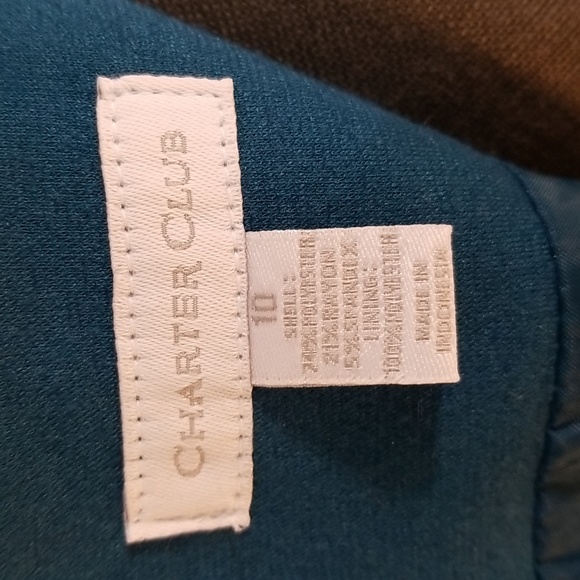 CHARTER CLUB
10
SHELL:
74%POLYESTER
21%RAYON
5%SPANDEX
LINING:
100%POLYESTER
MADE IN
INDONESIA